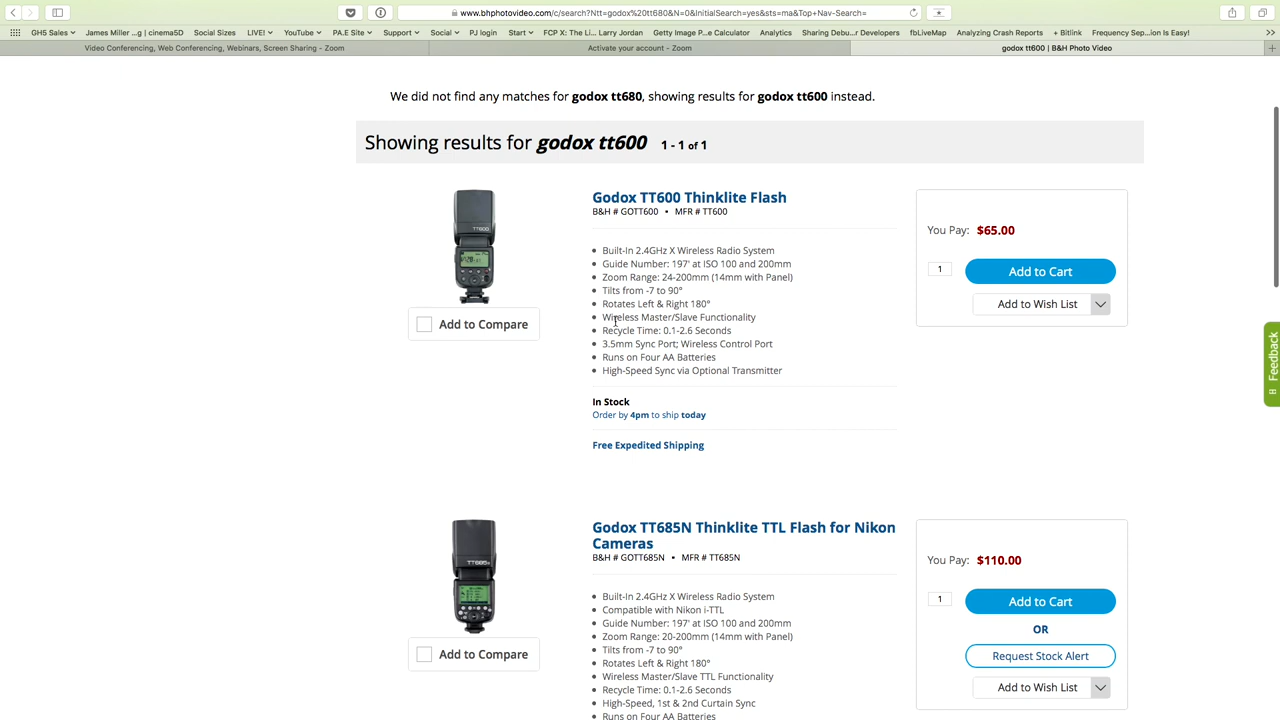 www.bhphotovideo.com/c/search?Ntt=godox%20tt680&N=0&InitialSearch=yes&sts=ma&Top+Nav-Search=
GH5 Sales
James Miller ...g | cinema5D
Social Sizes
LIVE!
YouTube
PA.E Site
Support
Social
PJ login
Start
FCP X: The Li... Larry Jordan
Getty Image P...e Calculator
Analytics
Sharing Debu...r Developers
fbLiveMap
Analyzing Crash Reports
+ Bitlink
Frequency Sep...ion Is Easy!
Video Conferencing, Web Conferencing, Webinars, Screen Sharing - Zoom
Activate your account - Zoom
godox tt600 | B&H Photo Video
We did not find any matches for godox tt680, showing results for godox tt600 instead.
Showing results for godox tt600 1 - 1 of 1
TT600
Add to Compare
Godox TT600 Thinklite Flash
B&H # GOTT600 • MFR # TT600
• Built-In 2.4GHz X Wireless Radio System
• Guide Number: 197' at ISO 100 and 200mm
• Zoom Range: 24-200mm (14mm with Panel)
• Tilts from -7 to 90°
• Rotates Left & Right 180°
• Wireless Master/Slave Functionality
• Recycle Time: 0.1-2.6 Seconds
• 3.5mm Sync Port; Wireless Control Port
• Runs on Four AA Batteries
• High-Speed Sync via Optional Transmitter
In Stock
Order by 4pm to ship today
Free Expedited Shipping
You Pay: $65.00
1
Add to Cart
Add to Wish List
Feedback
TT685N
Add to Compare
Godox TT685N Thinklite TTL Flash for Nikon
Cameras
B&H # GOTT685N • MFR # TT685N
• Built-In 2.4GHz X Wireless Radio System
• Compatible with Nikon i-TTL
• Guide Number: 197' at ISO 100 and 200mm
• Zoom Range: 20-200mm (14mm with Panel)
• Tilts from -7 to 90°
• Rotates Left & Right 180°
• Wireless Master/Slave TTL Functionality
• Recycle Time: 0.1-2.6 Seconds
• High-Speed, 1st & 2nd Curtain Sync
• Runs on Four AA Batteries
You Pay: $110.00
1
Add to Cart
OR
Request Stock Alert
Add to Wish List